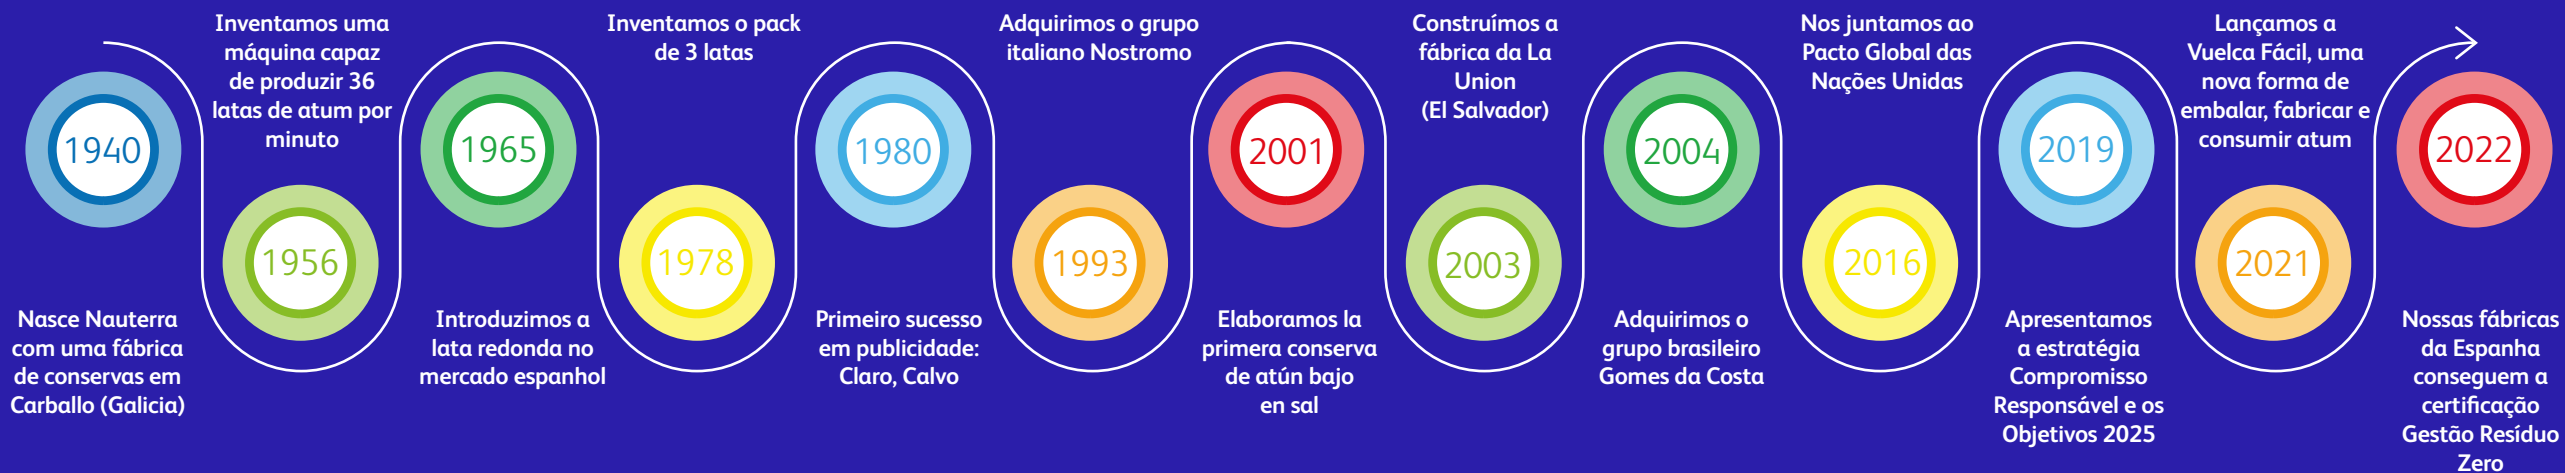 1940
Nasce Nauterra
com uma fábrica
de conservas em
Carballo (Galicia)
Inventamos uma
máquina capaz
de produzir 36
latas de atum por
minuto
1956
1965
Introduzimos a
lata redonda no
mercado espanhol
Inventamos o pack
de 3 latas
1978
1980
Primeiro sucesso
em publicidade:
Claro, Calvo
Adquirimos o grupo
italiano Nostromo
1993
2001
Elaboramos la
primera conserva
de atún bajo
en sal
Construímos a
fábrica da La
Union
(El Salvador)
2003
2004
Adquirimos o
grupo brasileiro
Gomes da Costa
Nos juntamos ao
Pacto Global das
Nações Unidas
2016
2019
Apresentamos
a estratégia
Compromisso
Responsável e os
Objetivos 2025
Lançamos a
Vuelca Fácil, uma
nova forma de
embalar, fabricar e
consumir atum
2021
2022
Nossas fábricas
da Espanha
conseguem a
certificação
Gestão Resíduo
Zero